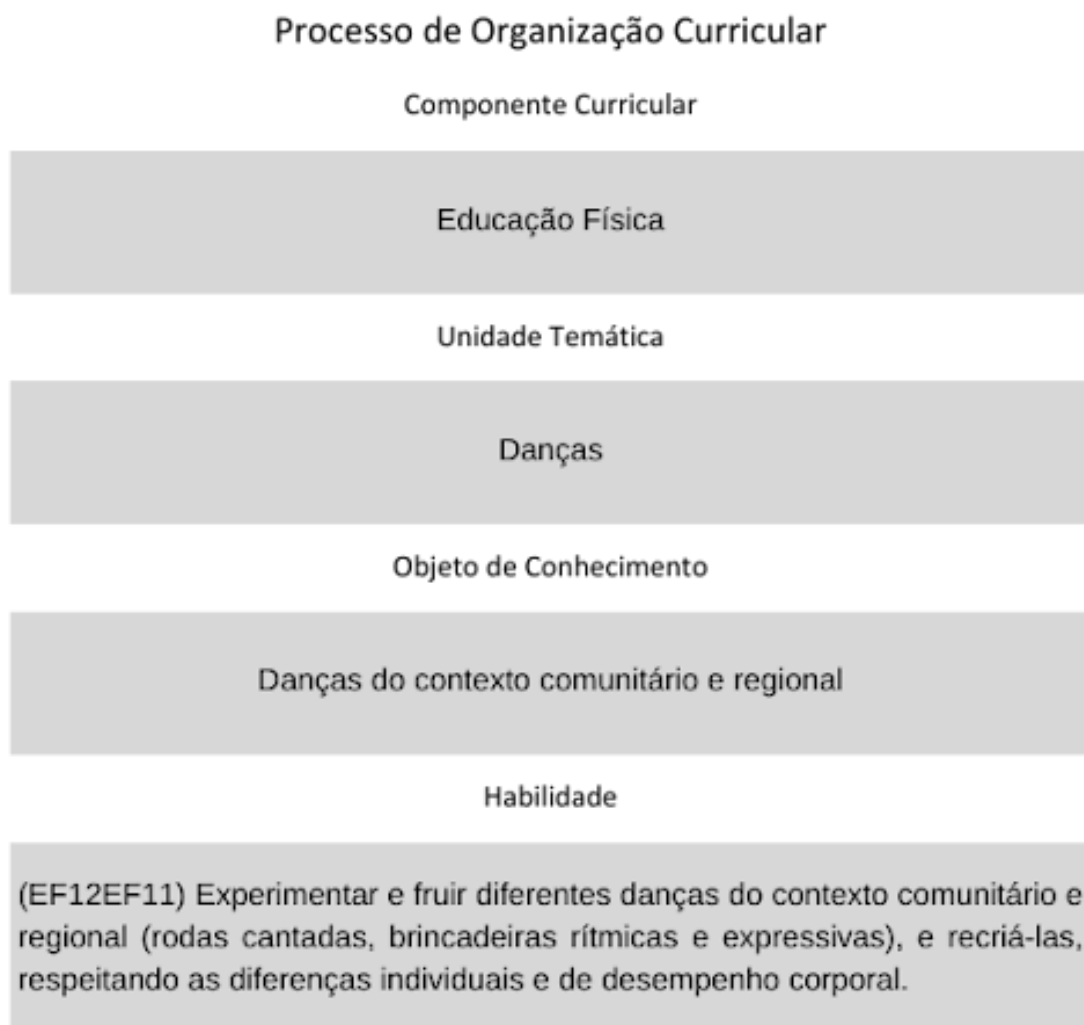 Processo de Organização Curricular
Componente Curricular
Educação Física
Unidade Temática
Danças
Objeto de Conhecimento
Danças do contexto comunitário e regional
Habilidade
(EF12EF11) Experimentar e fruir diferentes danças do contexto comunitário e
regional (rodas cantadas, brincadeiras rítmicas e expressivas), e recriá-las,
respeitando as diferenças individuais e de desempenho corporal.